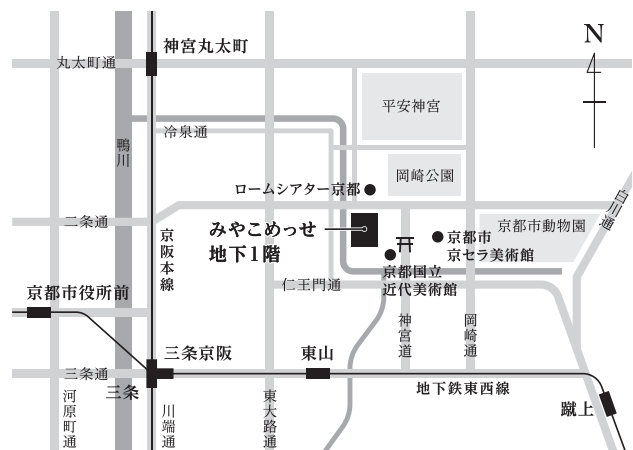 神宮丸太町
N
丸太町通
平安神宮
冷泉通
鴨川
岡崎公園
ロームシアター京都
白川通
二条通
みやこめっせ
地下1階
京都市動物園
京都市
京セラ美術館
京阪本線
京都国立
近代美術館
仁王門通
京都市役所前
神宮道
岡崎通
三条京阪
東山
三条通
地下鉄東西線
三条
河原町通
川端通
東大路通
蹴上